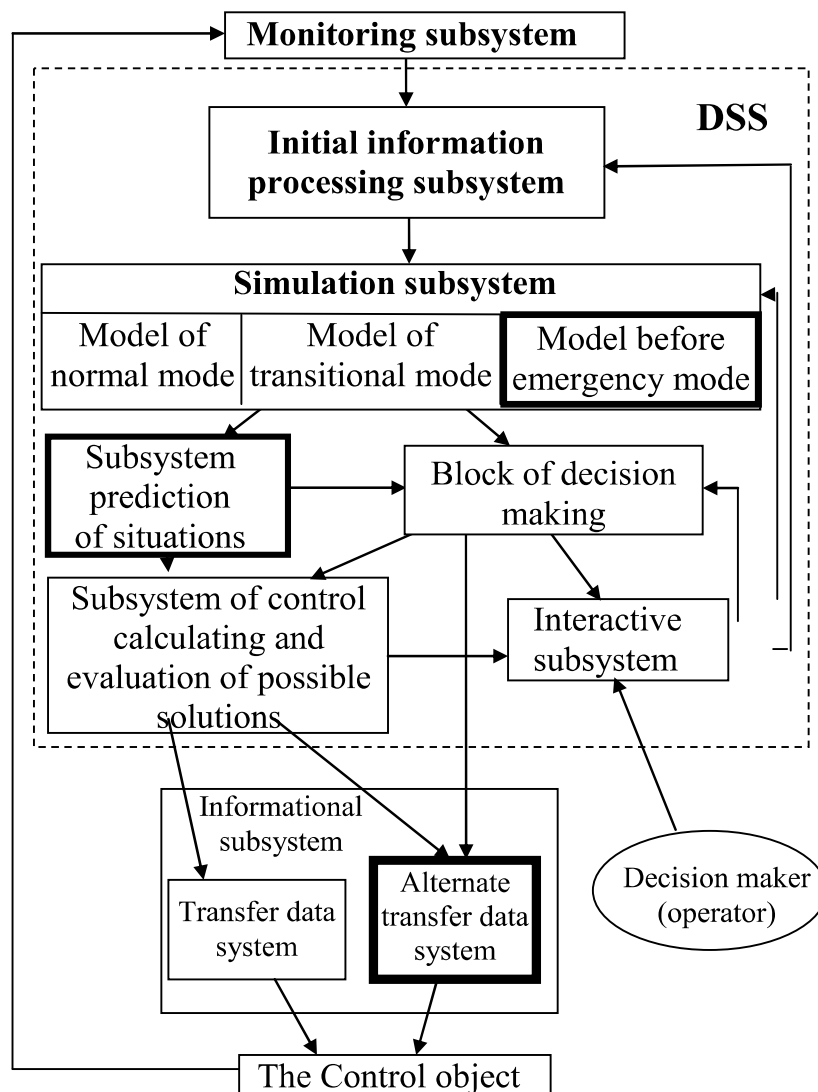 Monitoring subsystem
DSS
Initial information
processing subsystem
Simulation subsystem
Model of
normal mode
Model of
transitional mode
Model before
emergency mode
Subsystem
prediction
of situations
Block of decision
making
Subsystem of control
calculating and
evaluation of possible
solutions
Interactive
subsystem
Informational
subsystem
Transfer data
system
Alternate
transfer data
system
Decision maker
(operator)
The Control object